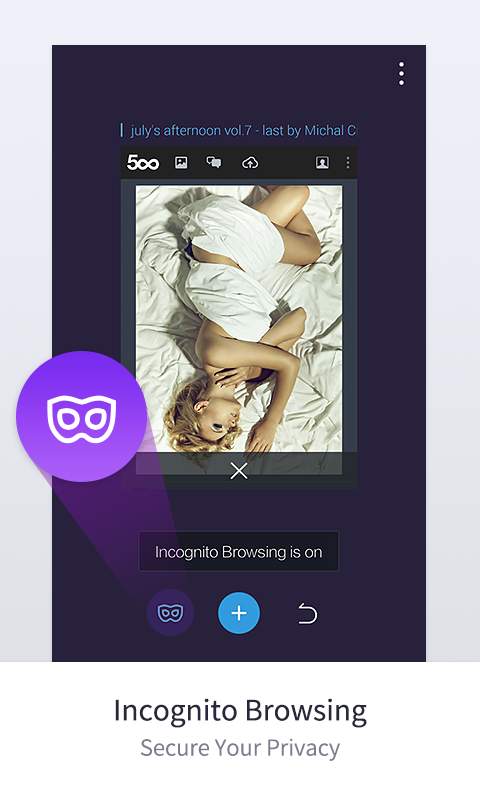 july's afternoon vol.7 - last by Michal C
500
Incognito Browsing is on
Incognito Browsing
Secure Your Privacy